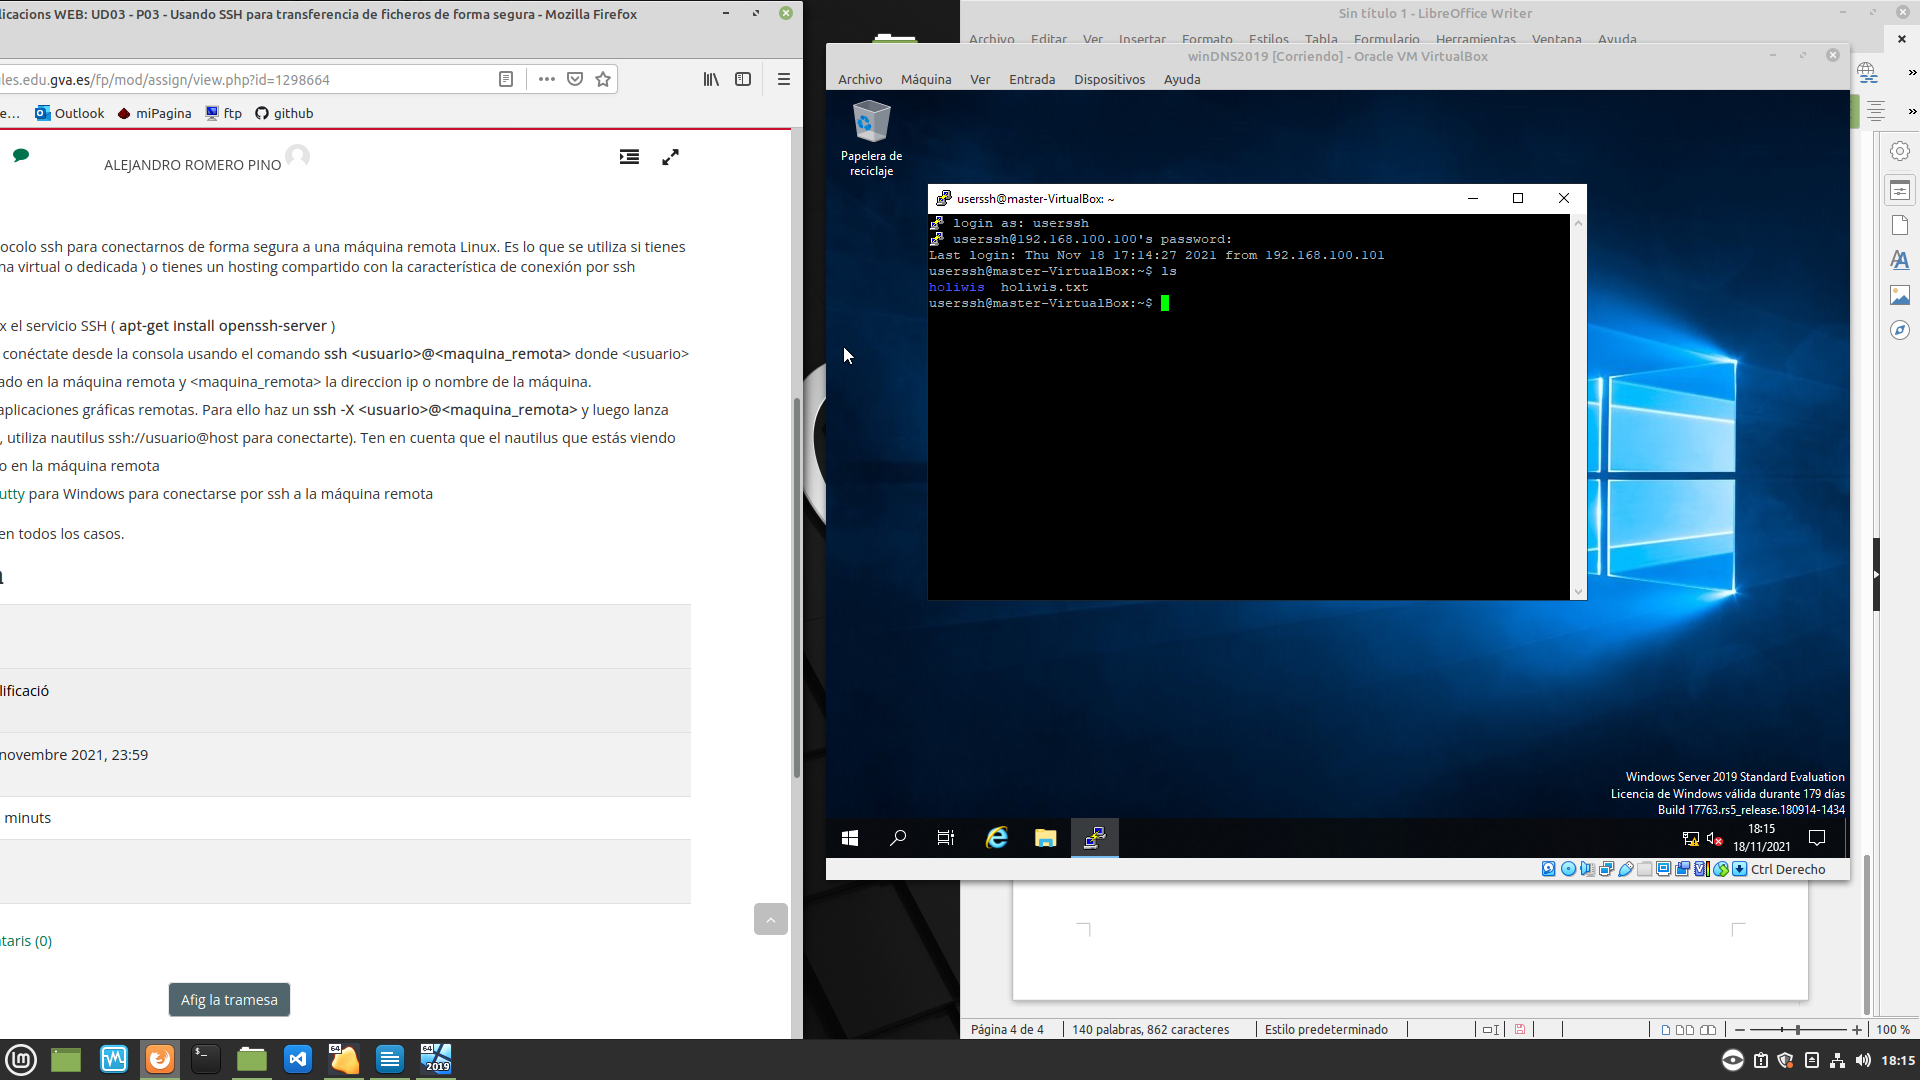 plicacions WEB: UD03 - P03 - Usando SSH para transferencia de ficheros de forma segura - Mozilla Firefox
les.edu.gva.es/fp/mod/assign/view.php?id=1298664
e... Outlook miPagina ftp github
ALEJANDRO ROMERO PINO
ocolo ssh para conectarnos de forma segura a una máquina remota Linux. Es lo que se utiliza si tienes
na virtual o dedicada ) o tienes un hosting compartido con la característica de conexión por ssh
x el servicio SSH ( apt-get install openssh-server )
conéctate desde la consola usando el comando ssh <usuario>@<maquina_remota> donde <usuario>
ado en la máquina remota y <maquina_remota> la direccion ip o nombre de la máquina.
aplicaciones gráficas remotas. Para ello haz un ssh -X <usuario>@<maquina_remota> y luego lanza
, utiliza nautilus ssh://usuario@host para conectarte). Ten en cuenta que el nautilus que estás viendo
o en la máquina remota
utty para Windows para conectarse por ssh a la máquina remota
en todos los casos.
lificació
novembre 2021, 23:59
minuts
taris (0)
Afig la tramesa
Sin título 1 - LibreOffice Writer
Archivo Editar Ver Insertar Formato Estilos Tabla Formulario Herramientas Ventana Ayuda
winDNS2019 [Corriendo] - Oracle VM VirtualBox
Archivo Máquina Ver Entrada Dispositivos Ayuda
Papelera de
reciclaje
userssh@master-VirtualBox: ~
login as: userssh
userssh@192.168.100.100's password:
Last login: Thu Nov 18 17:14:27 2021 from 192.168.100.101
userssh@master-VirtualBox:~$ ls
holiwis holiwis.txt
userssh@master-VirtualBox:~$
Windows Server 2019 Standard Evaluation
Licencia de Windows válida durante 179 días
Build 17763.rs5_release.180914-1434
18:15
18/11/2021
Ctrl Derecho
Página 4 de 4 140 palabras, 862 caracteres Estilo predeterminado 100 %
64 64 2019
18:15